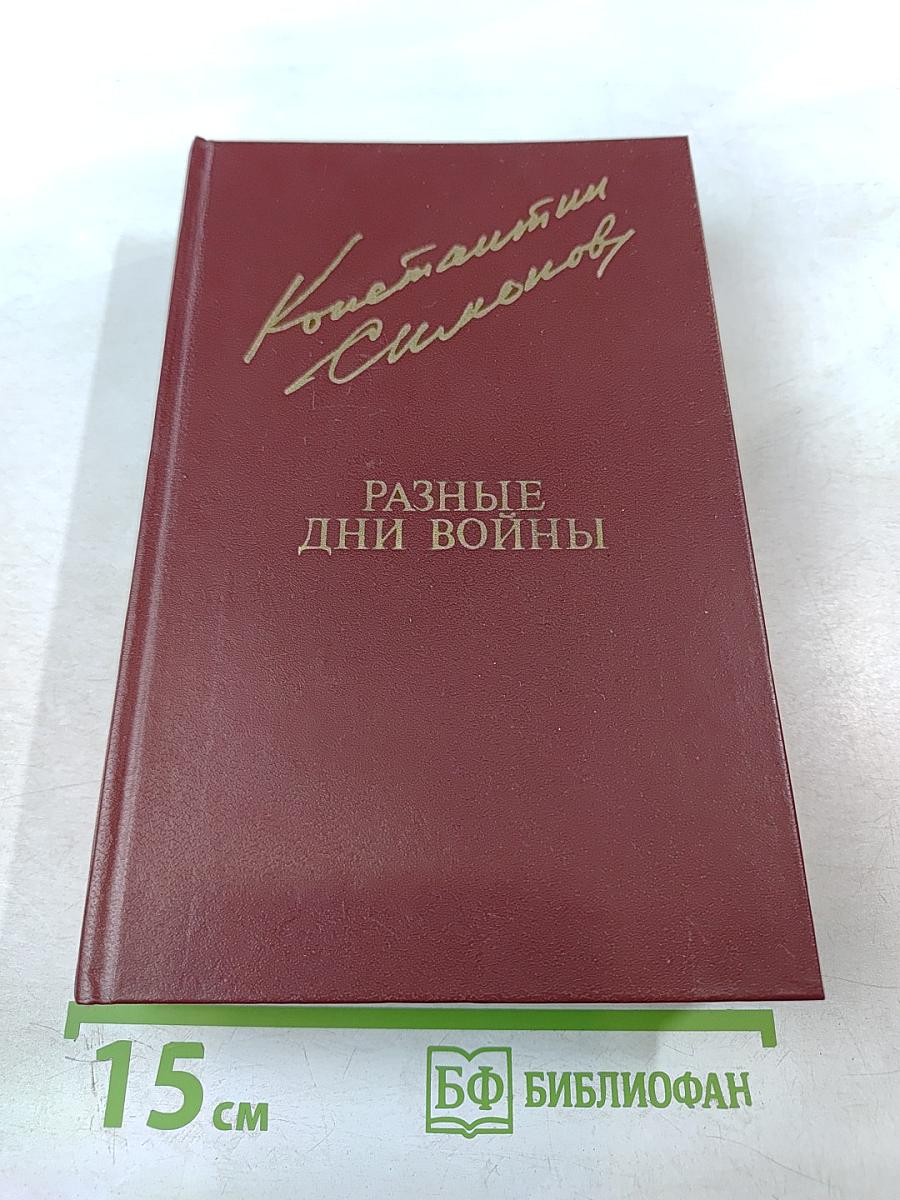 Константин
Симонов
РАЗНЫЕ
ДНИ ВОЙНЫ
15 см
БФ БИБЛИОФАН